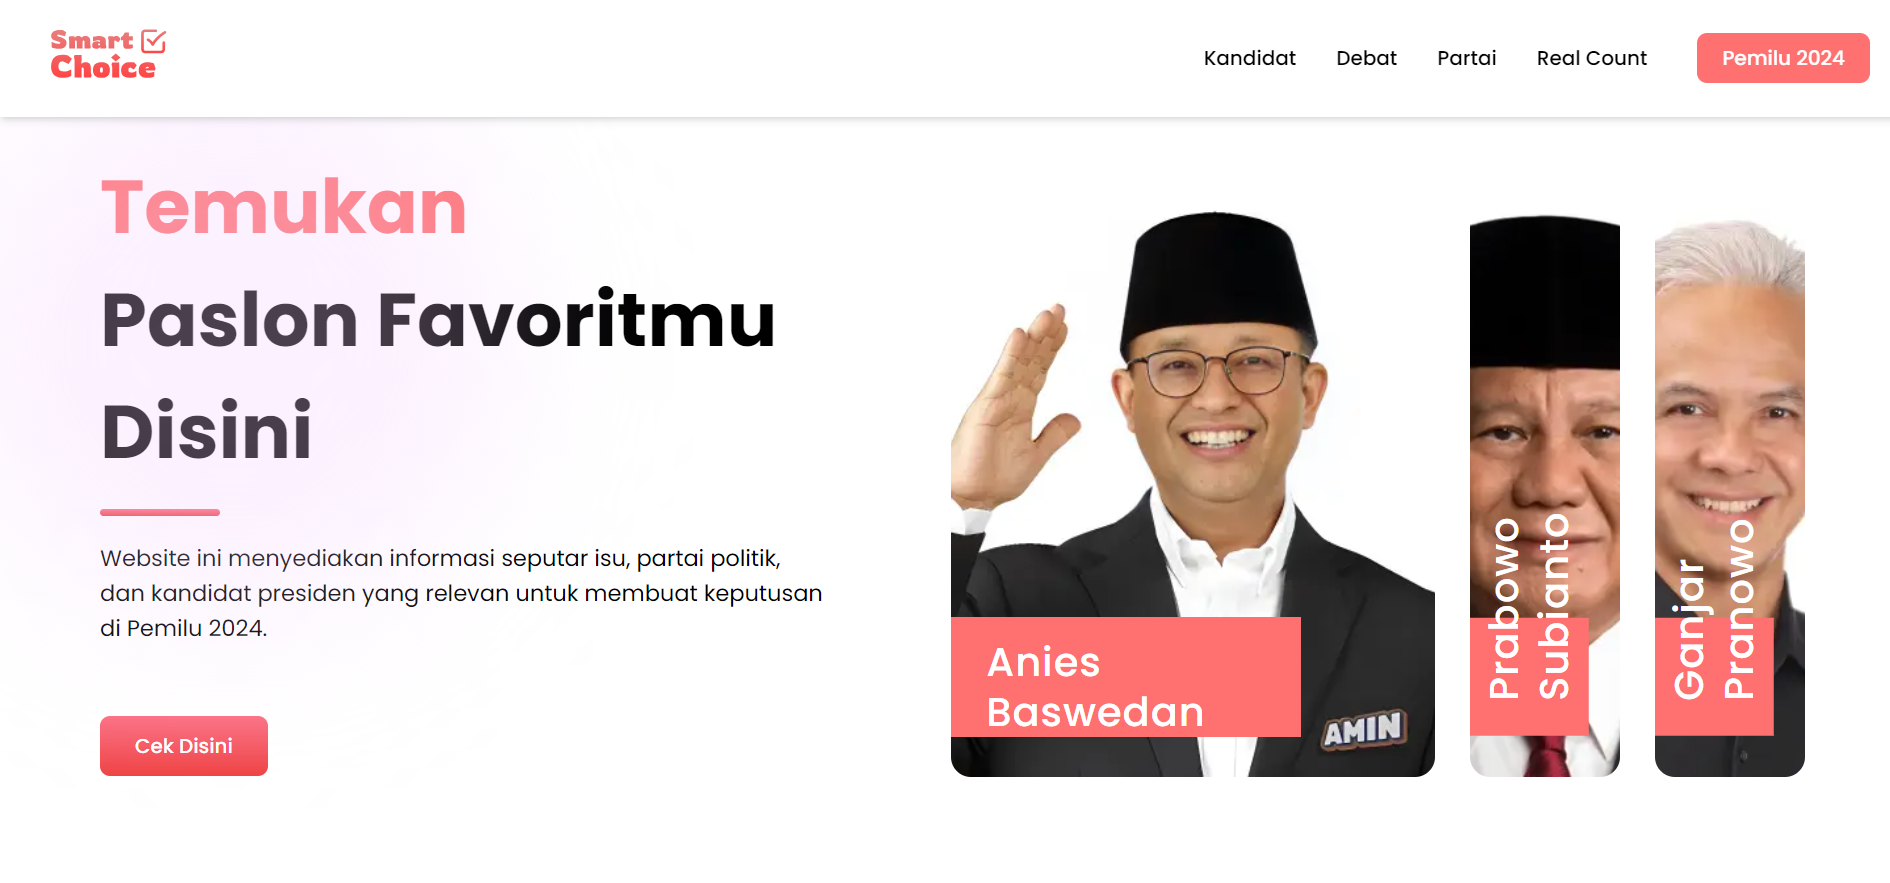 Smart
Choice
Kandidat
Debat
Partai
Real Count
Pemilu 2024
Temukan
Paslon Favoritmu
Disini
Website ini menyediakan informasi seputar isu, partai politik,
dan kandidat presiden yang relevan untuk membuat keputusan
di Pemilu 2024.
Cek Disini
Anies
Baswedan
AMIN
Prabowo
Subianto
Ganjar
Pranowo